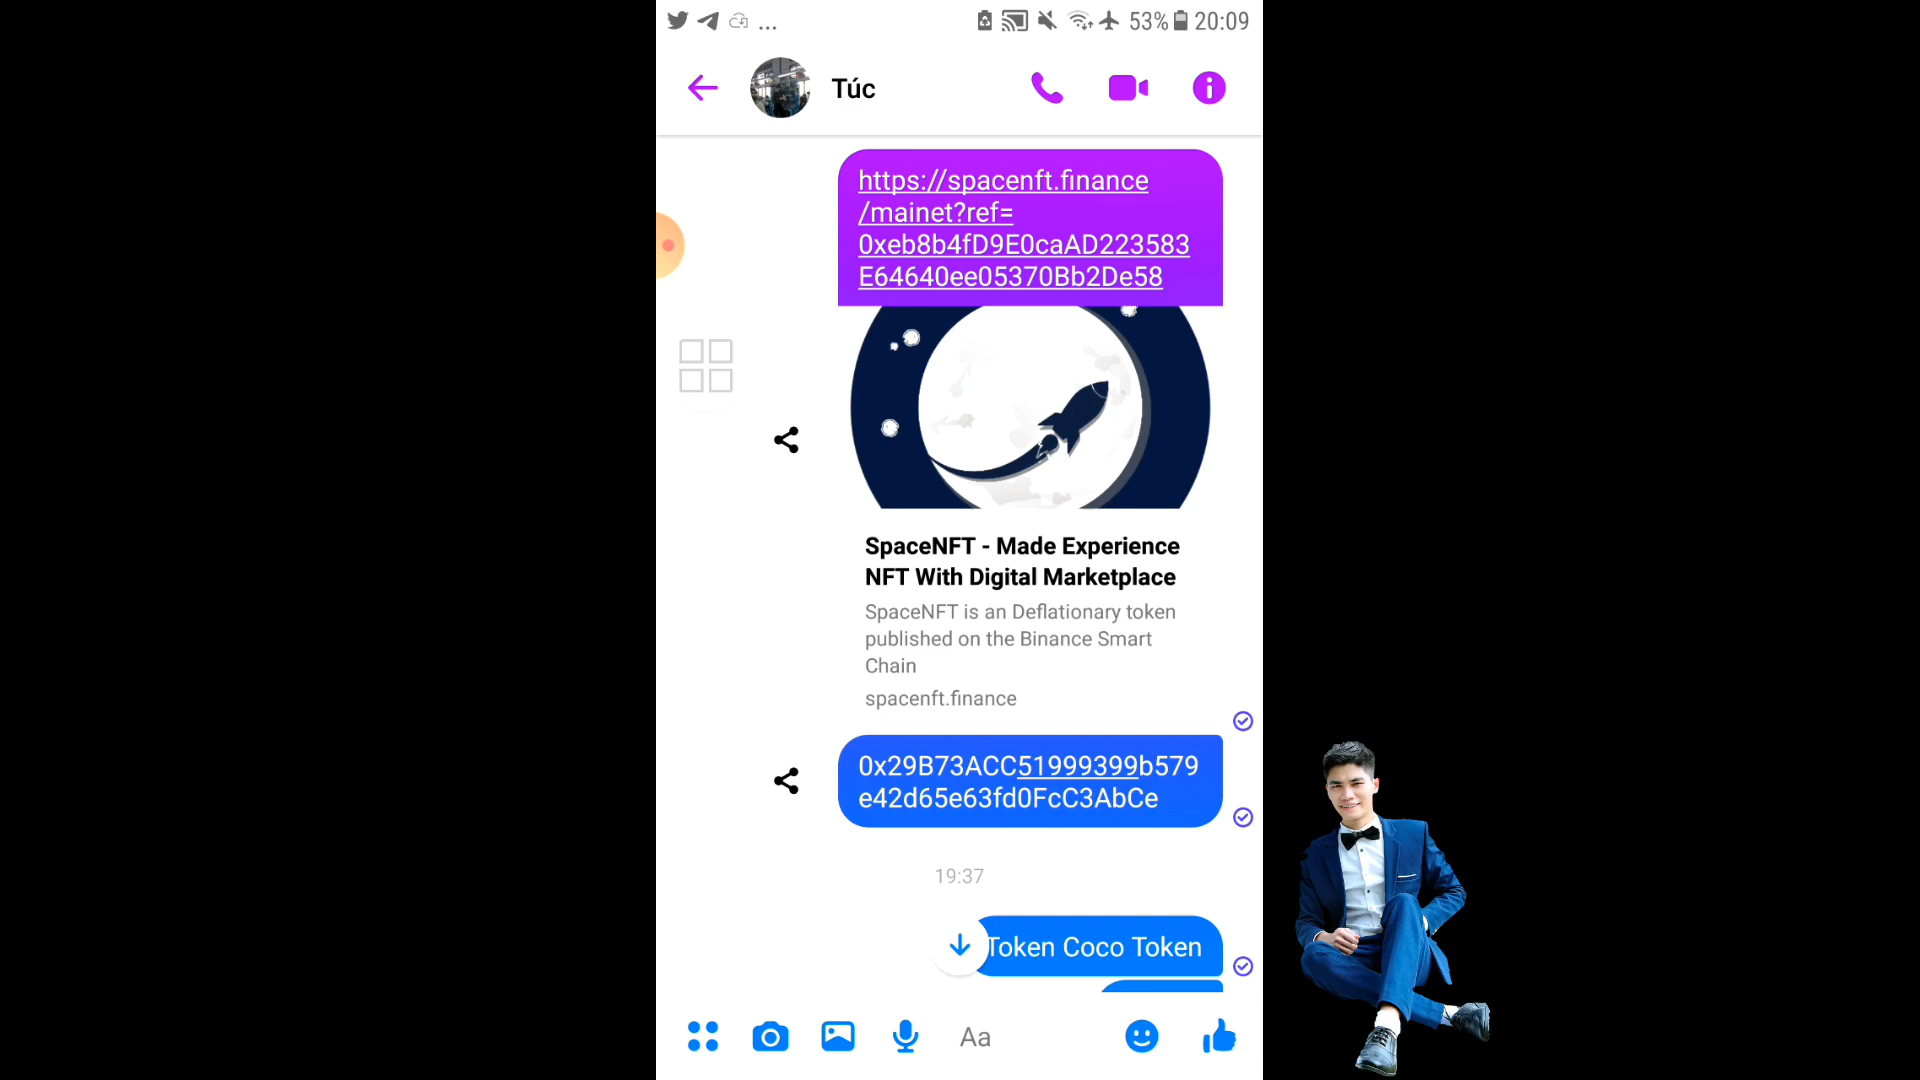 ... 53% 20:09
Túc
https://spacenft.finance
/mainet?ref=
0xeb8b4fD9E0caAD223583
E64640ee05370Bb2De58
SpaceNFT - Made Experience
NFT With Digital Marketplace
SpaceNFT is an Deflationary token
published on the Binance Smart
Chain
spacenft.finance
0x29B73ACC51999399b579
e42d65e63fd0FcC3AbCe
19:37
Token Coco Token
Aa